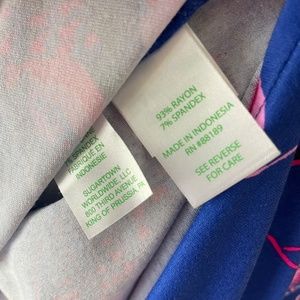 % SPANDEX
FABRIQUÉ EN
INDONESIE
SUGARTOWN
WORLDWIDE, LLC
800 THIRD AVENUE
KING OF PRUSSIA, PA
93% RAYON
7% SPANDEX
MADE IN INDONESIA
RN #88189
SEE REVERSE
FOR CARE